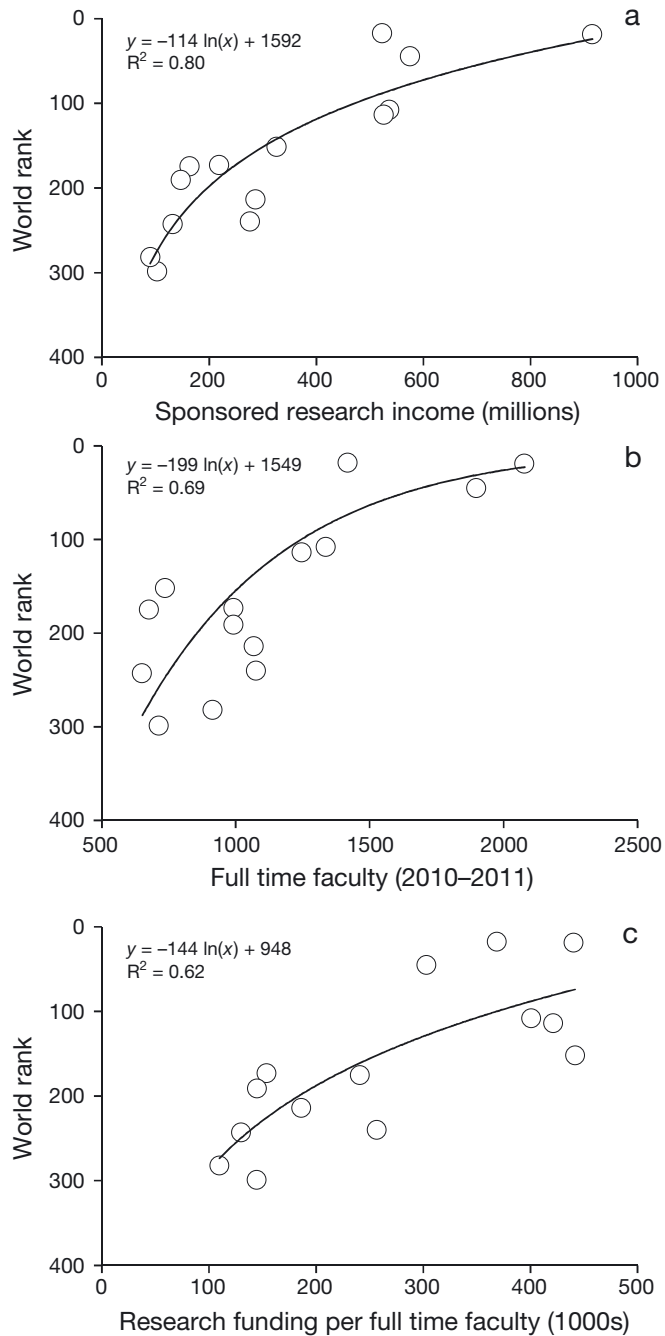 a
y = –114 ln(x) + 1592
R² = 0.80
0
100
200
300
400
World rank
0 200 400 600 800 1000
Sponsored research income (millions)
b
y = –199 ln(x) + 1549
R² = 0.69
0
100
200
300
400
World rank
500 1000 1500 2000 2500
Full time faculty (2010–2011)
c
y = –144 ln(x) + 948
R² = 0.62
0
100
200
300
400
World rank
0 100 200 300 400 500
Research funding per full time faculty (1000s)